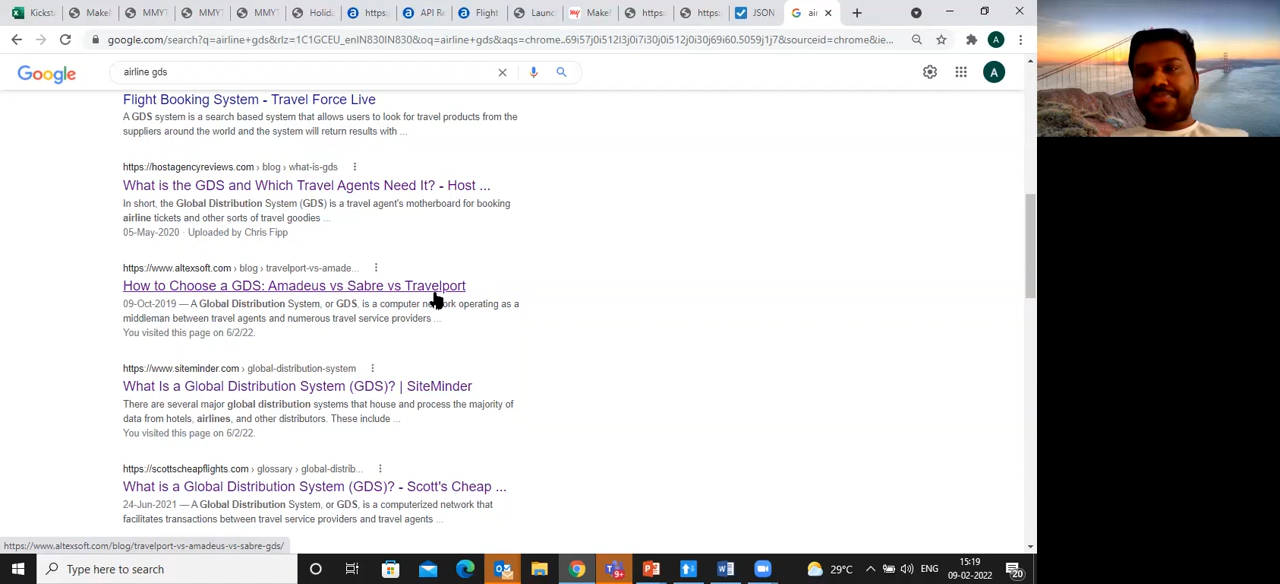 Kicksta
Make
MMYT
MMYT
MMYT
Holida
https:
API Re
Flight
Launc
my Make
https:
https:
JSON
air
google.com/search?q=airline+gds&rlz=1C1GCEU_enIN830IN830&oq=airline+gds&aqs=chrome..69i57j0i512l3j0i7i30j0i512j0i30j69i60.5059j1j7&sourceid=chrome&ie...
A
Google
airline gds
A
Flight Booking System - Travel Force Live
A GDS system is a search based system that allows users to look for travel products from the
suppliers around the world and the system will return results with ...
https://hostagencyreviews.com › blog › what-is-gds
What is the GDS and Which Travel Agents Need It? - Host ...
In short, the Global Distribution System (GDS) is a travel agent's motherboard for booking
airline tickets and other sorts of travel goodies ...
05-May-2020 · Uploaded by Chris Fipp
https://www.altexsoft.com › blog › travelport-vs-amade...
How to Choose a GDS: Amadeus vs Sabre vs Travelport
09-Oct-2019 — A Global Distribution System, or GDS, is a computer network operating as a
middleman between travel agents and numerous travel service providers ...
You visited this page on 6/2/22.
https://www.siteminder.com › global-distribution-system
What Is a Global Distribution System (GDS)? | SiteMinder
There are several major global distribution systems that house and process the majority of
data from hotels, airlines, and other distributors. These include ...
You visited this page on 6/2/22.
https://scottscheapflights.com › glossary › global-distrib...
What is a Global Distribution System (GDS)? - Scott's Cheap ...
24-Jun-2021 — A Global Distribution System, or GDS, is a computerized network that
facilitates transactions between travel service providers and travel agents ...
https://www.altexsoft.com/blog/travelport-vs-amadeus-vs-sabre-gds/
Type here to search
9+
29°C
ENG
15:19
09-02-2022
20